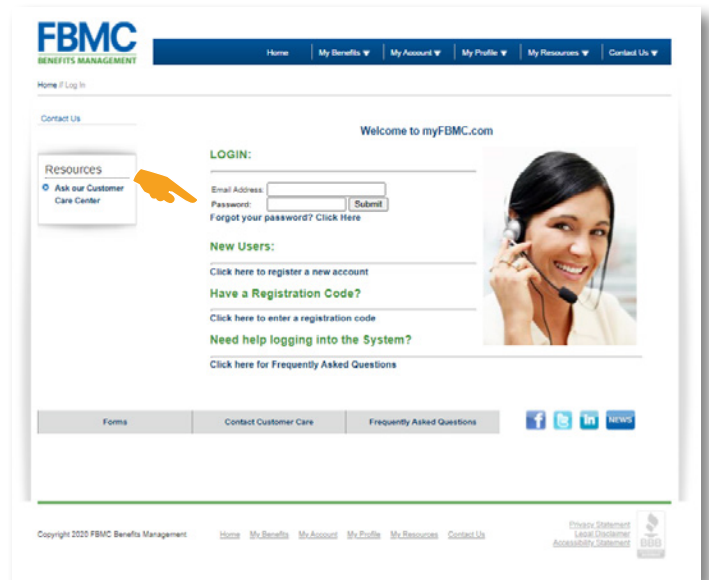 FBMC
BENEFITS MANAGEMENT
Home My Benefits My Account My Profile My Resources Contact Us
Home // Log In
Contact Us
Welcome to myFBMC.com
Resources
Ask our Customer
Care Center
LOGIN:
Email Address:
Password: Submit
Forgot your password? Click Here
New Users:
Click here to register a new account
Have a Registration Code?
Click here to enter a registration code
Need help logging into the System?
Click here for Frequently Asked Questions
Forms Contact Customer Care Frequently Asked Questions f in NEWS
Copyright 2020 FBMC Benefits Management Home My Benefits My Account My Profile My Resources Contact Us
Privacy Statement
Legal Disclaimer
Accessibility Statement
BBB